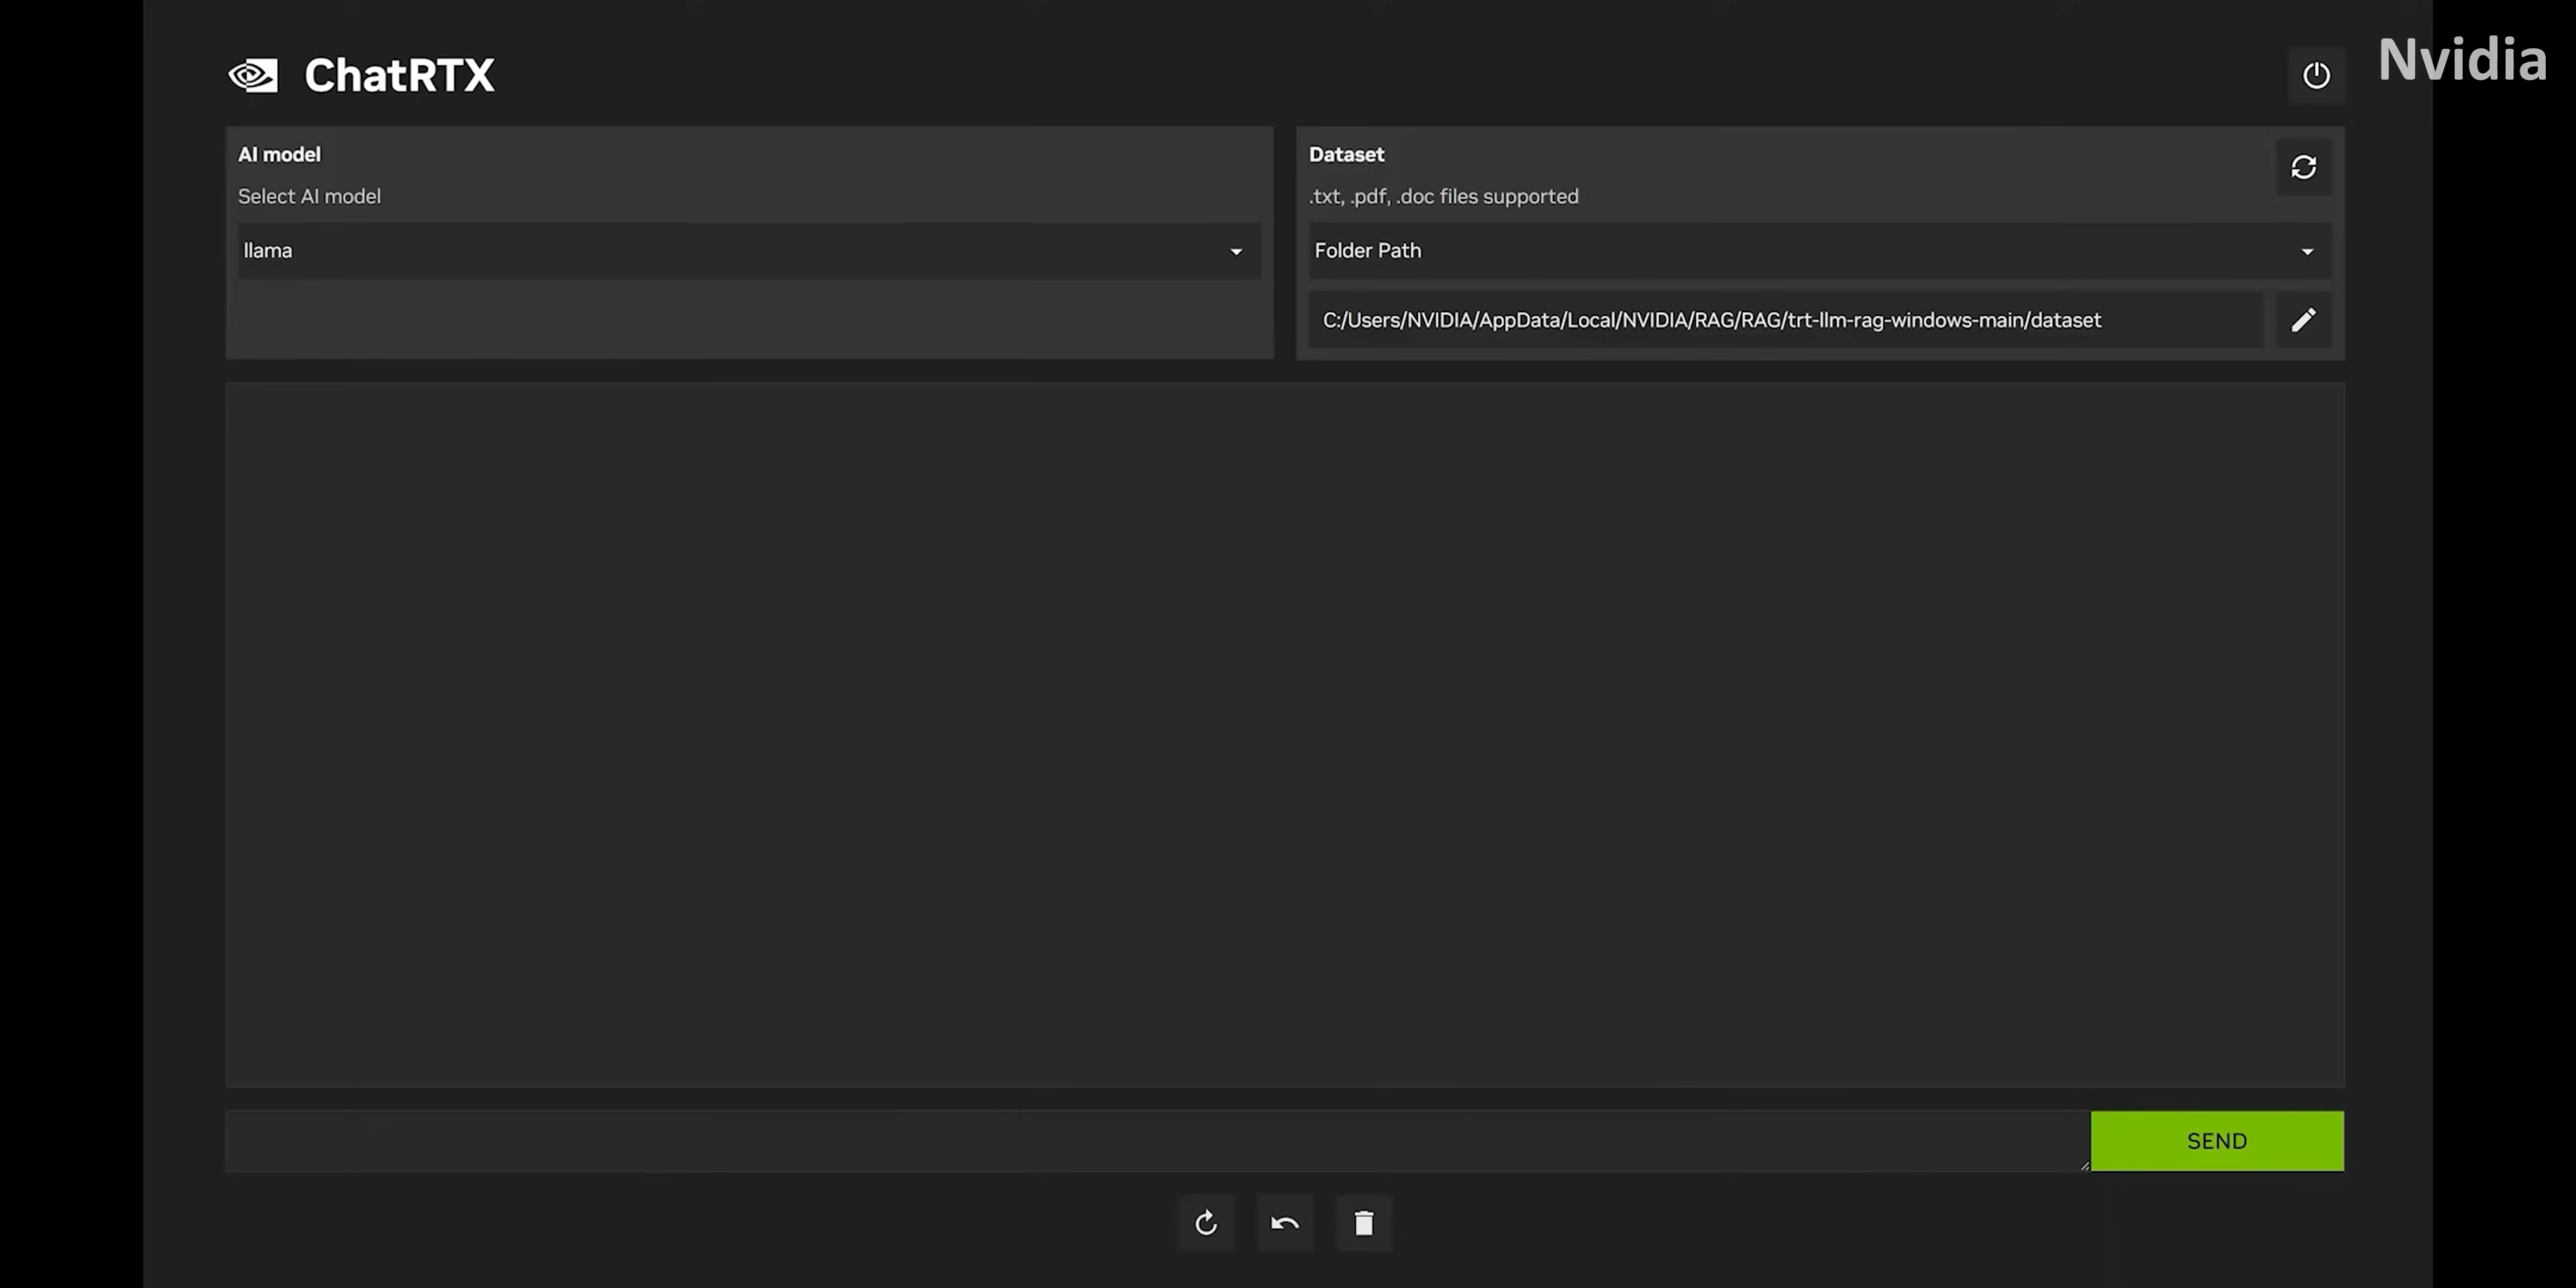 ChatRTX
Nvidia
AI model
Select AI model
llama
Dataset
.txt, .pdf, .doc files supported
Folder Path
C:/Users/NVIDIA/AppData/Local/NVIDIA/RAG/RAG/trt-llm-rag-windows-main/dataset
SEND